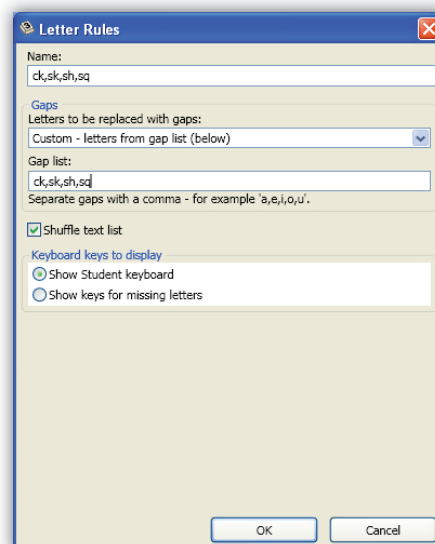 Letter Rules
Name:
ck,sk,sh,sq
Gaps
Letters to be replaced with gaps:
Custom - letters from gap list (below)
Gap list:
ck,sk,sh,sq
Separate gaps with a comma - for example 'a,e,i,o,u'.
Shuffle text list
Keyboard keys to display
Show Student keyboard
Show keys for missing letters
OK Cancel